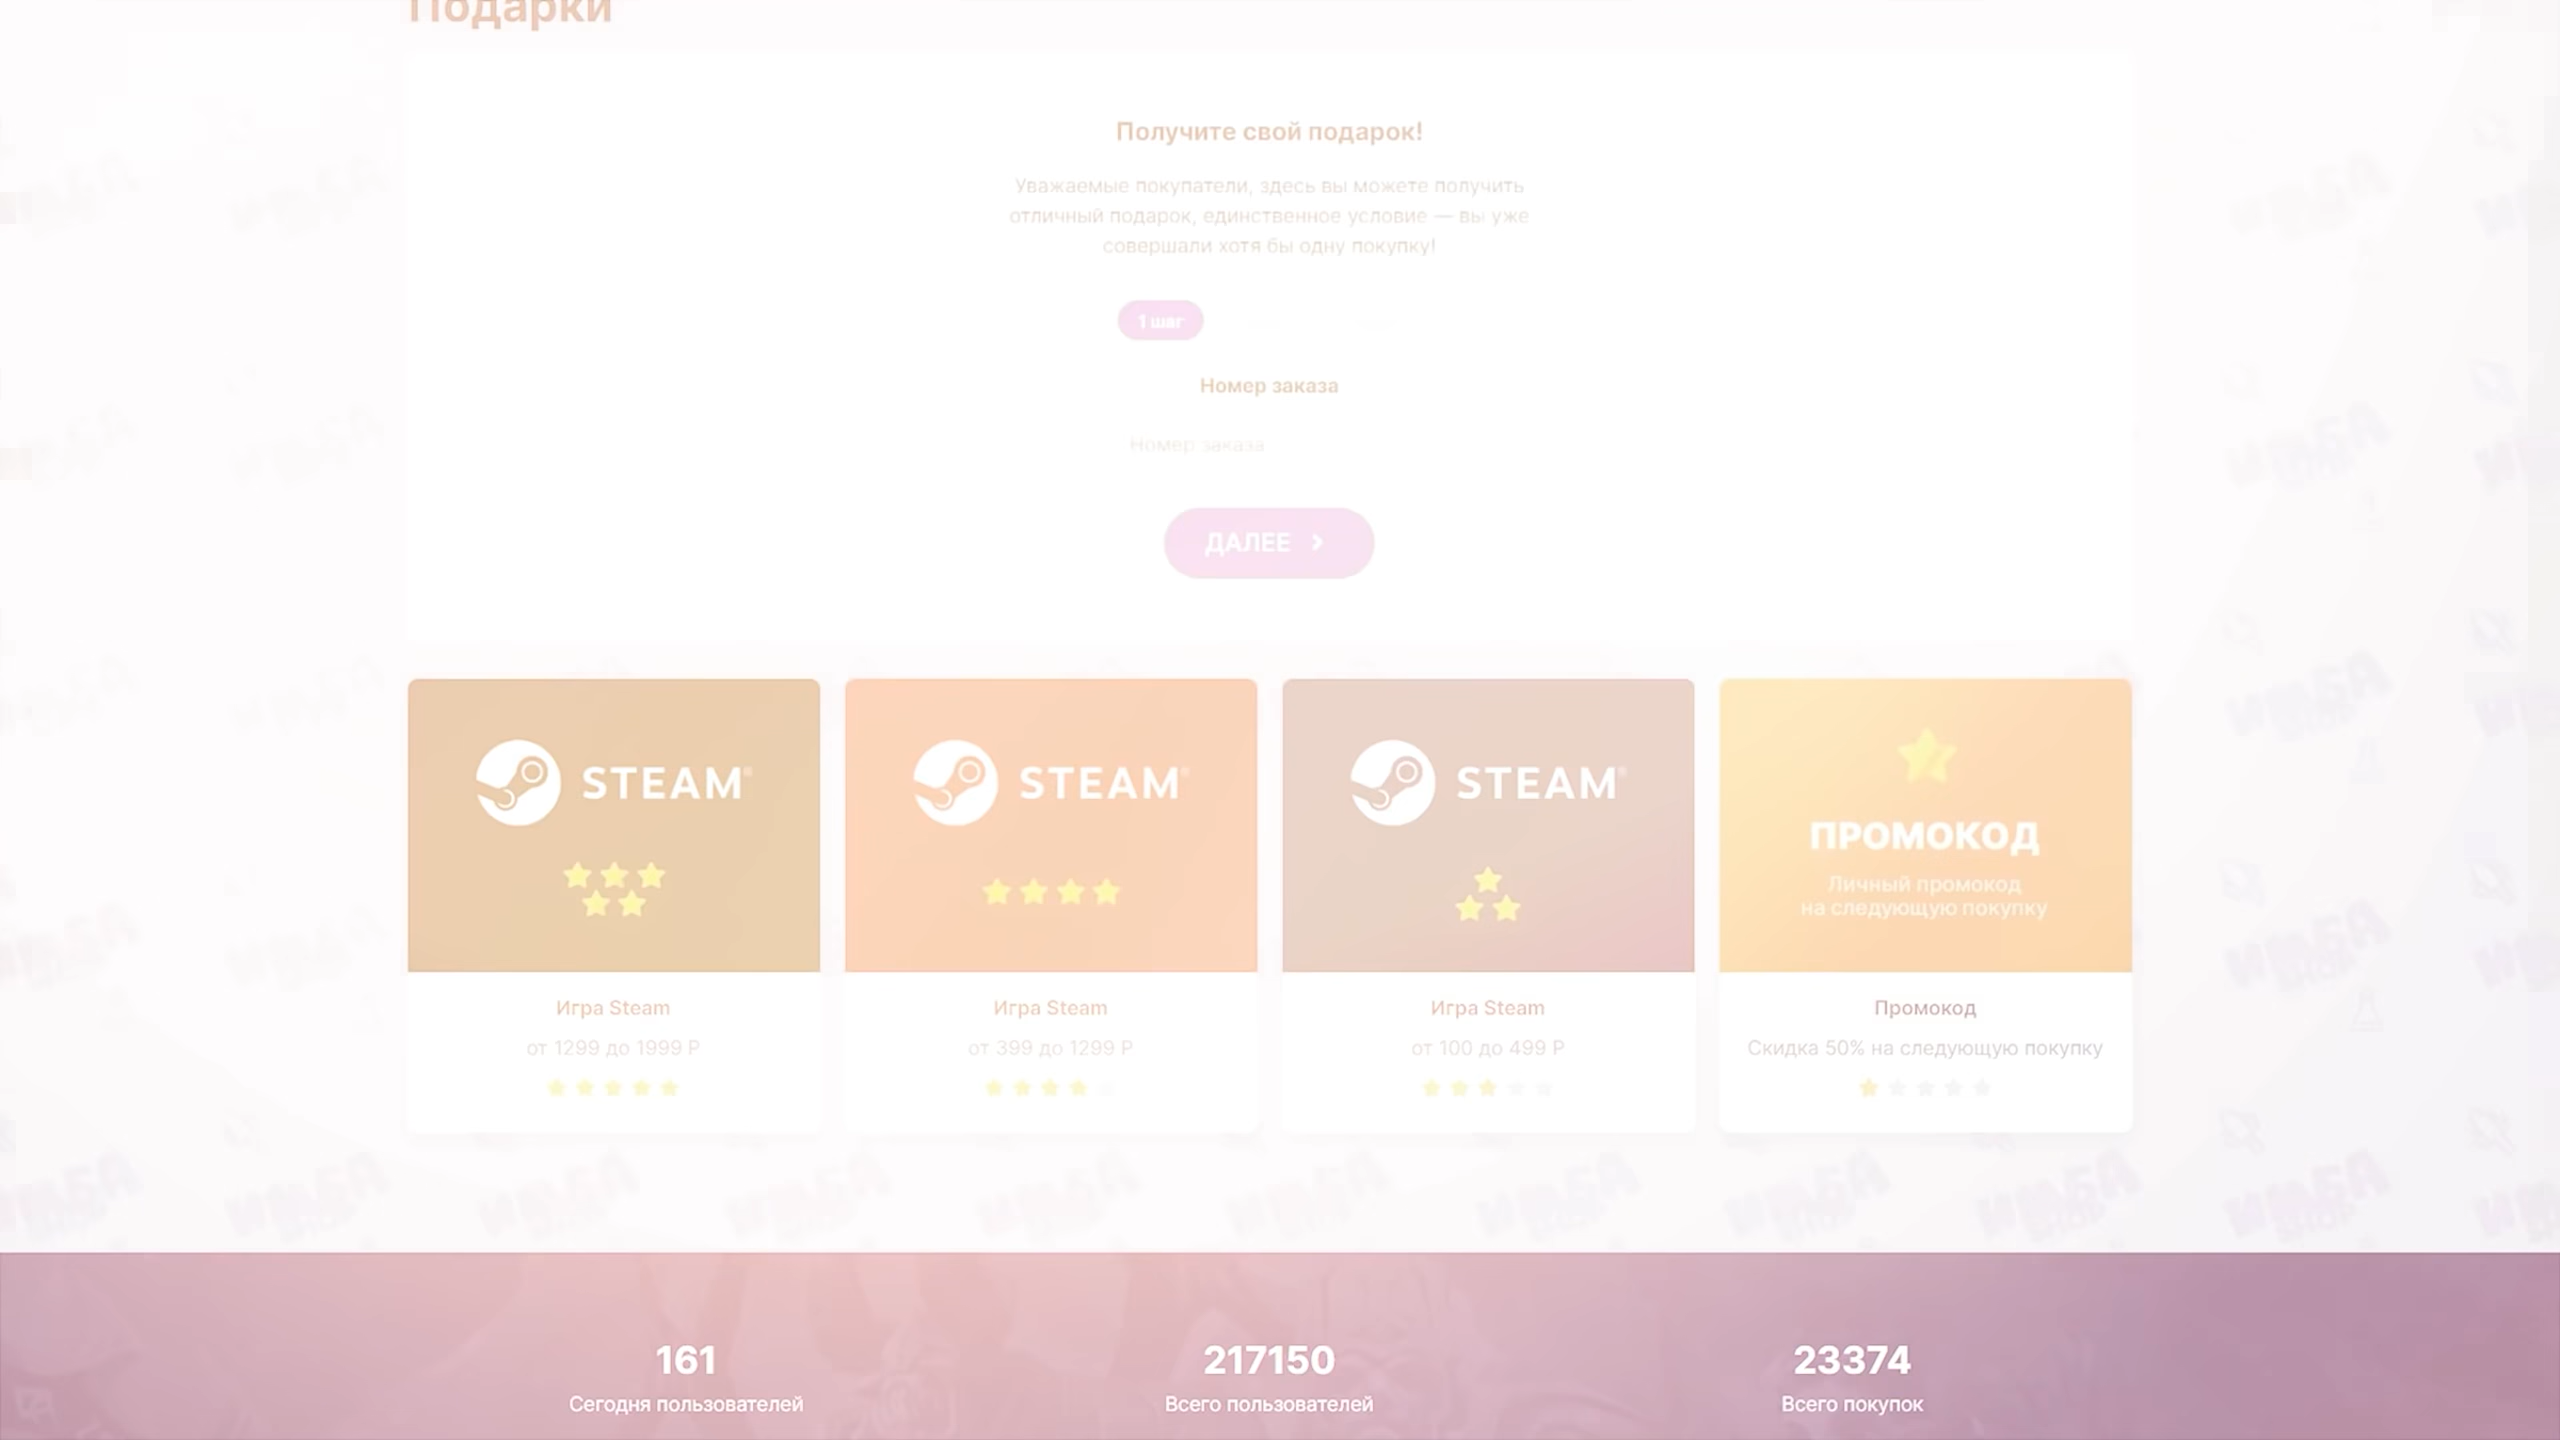 Подарки
Получите свой подарок!
Уважаемые покупатели, здесь вы можете получить
отличный подарок, единственное условие — вы уже
совершали хотя бы одну покупку!
1 шаг
Номер заказа
Номер заказа
ДАЛЕЕ
STEAM
STEAM
STEAM
ПРОМОКОД
Личный промокод
на следующую покупку
Игра Steam
от 1299 до 1999 Р
Игра Steam
от 399 до 1299 Р
Игра Steam
от 100 до 499 Р
Промокод
Скидка 50% на следующую покупку
161
Сегодня пользователей
217150
Всего пользователей
23374
Всего покупок